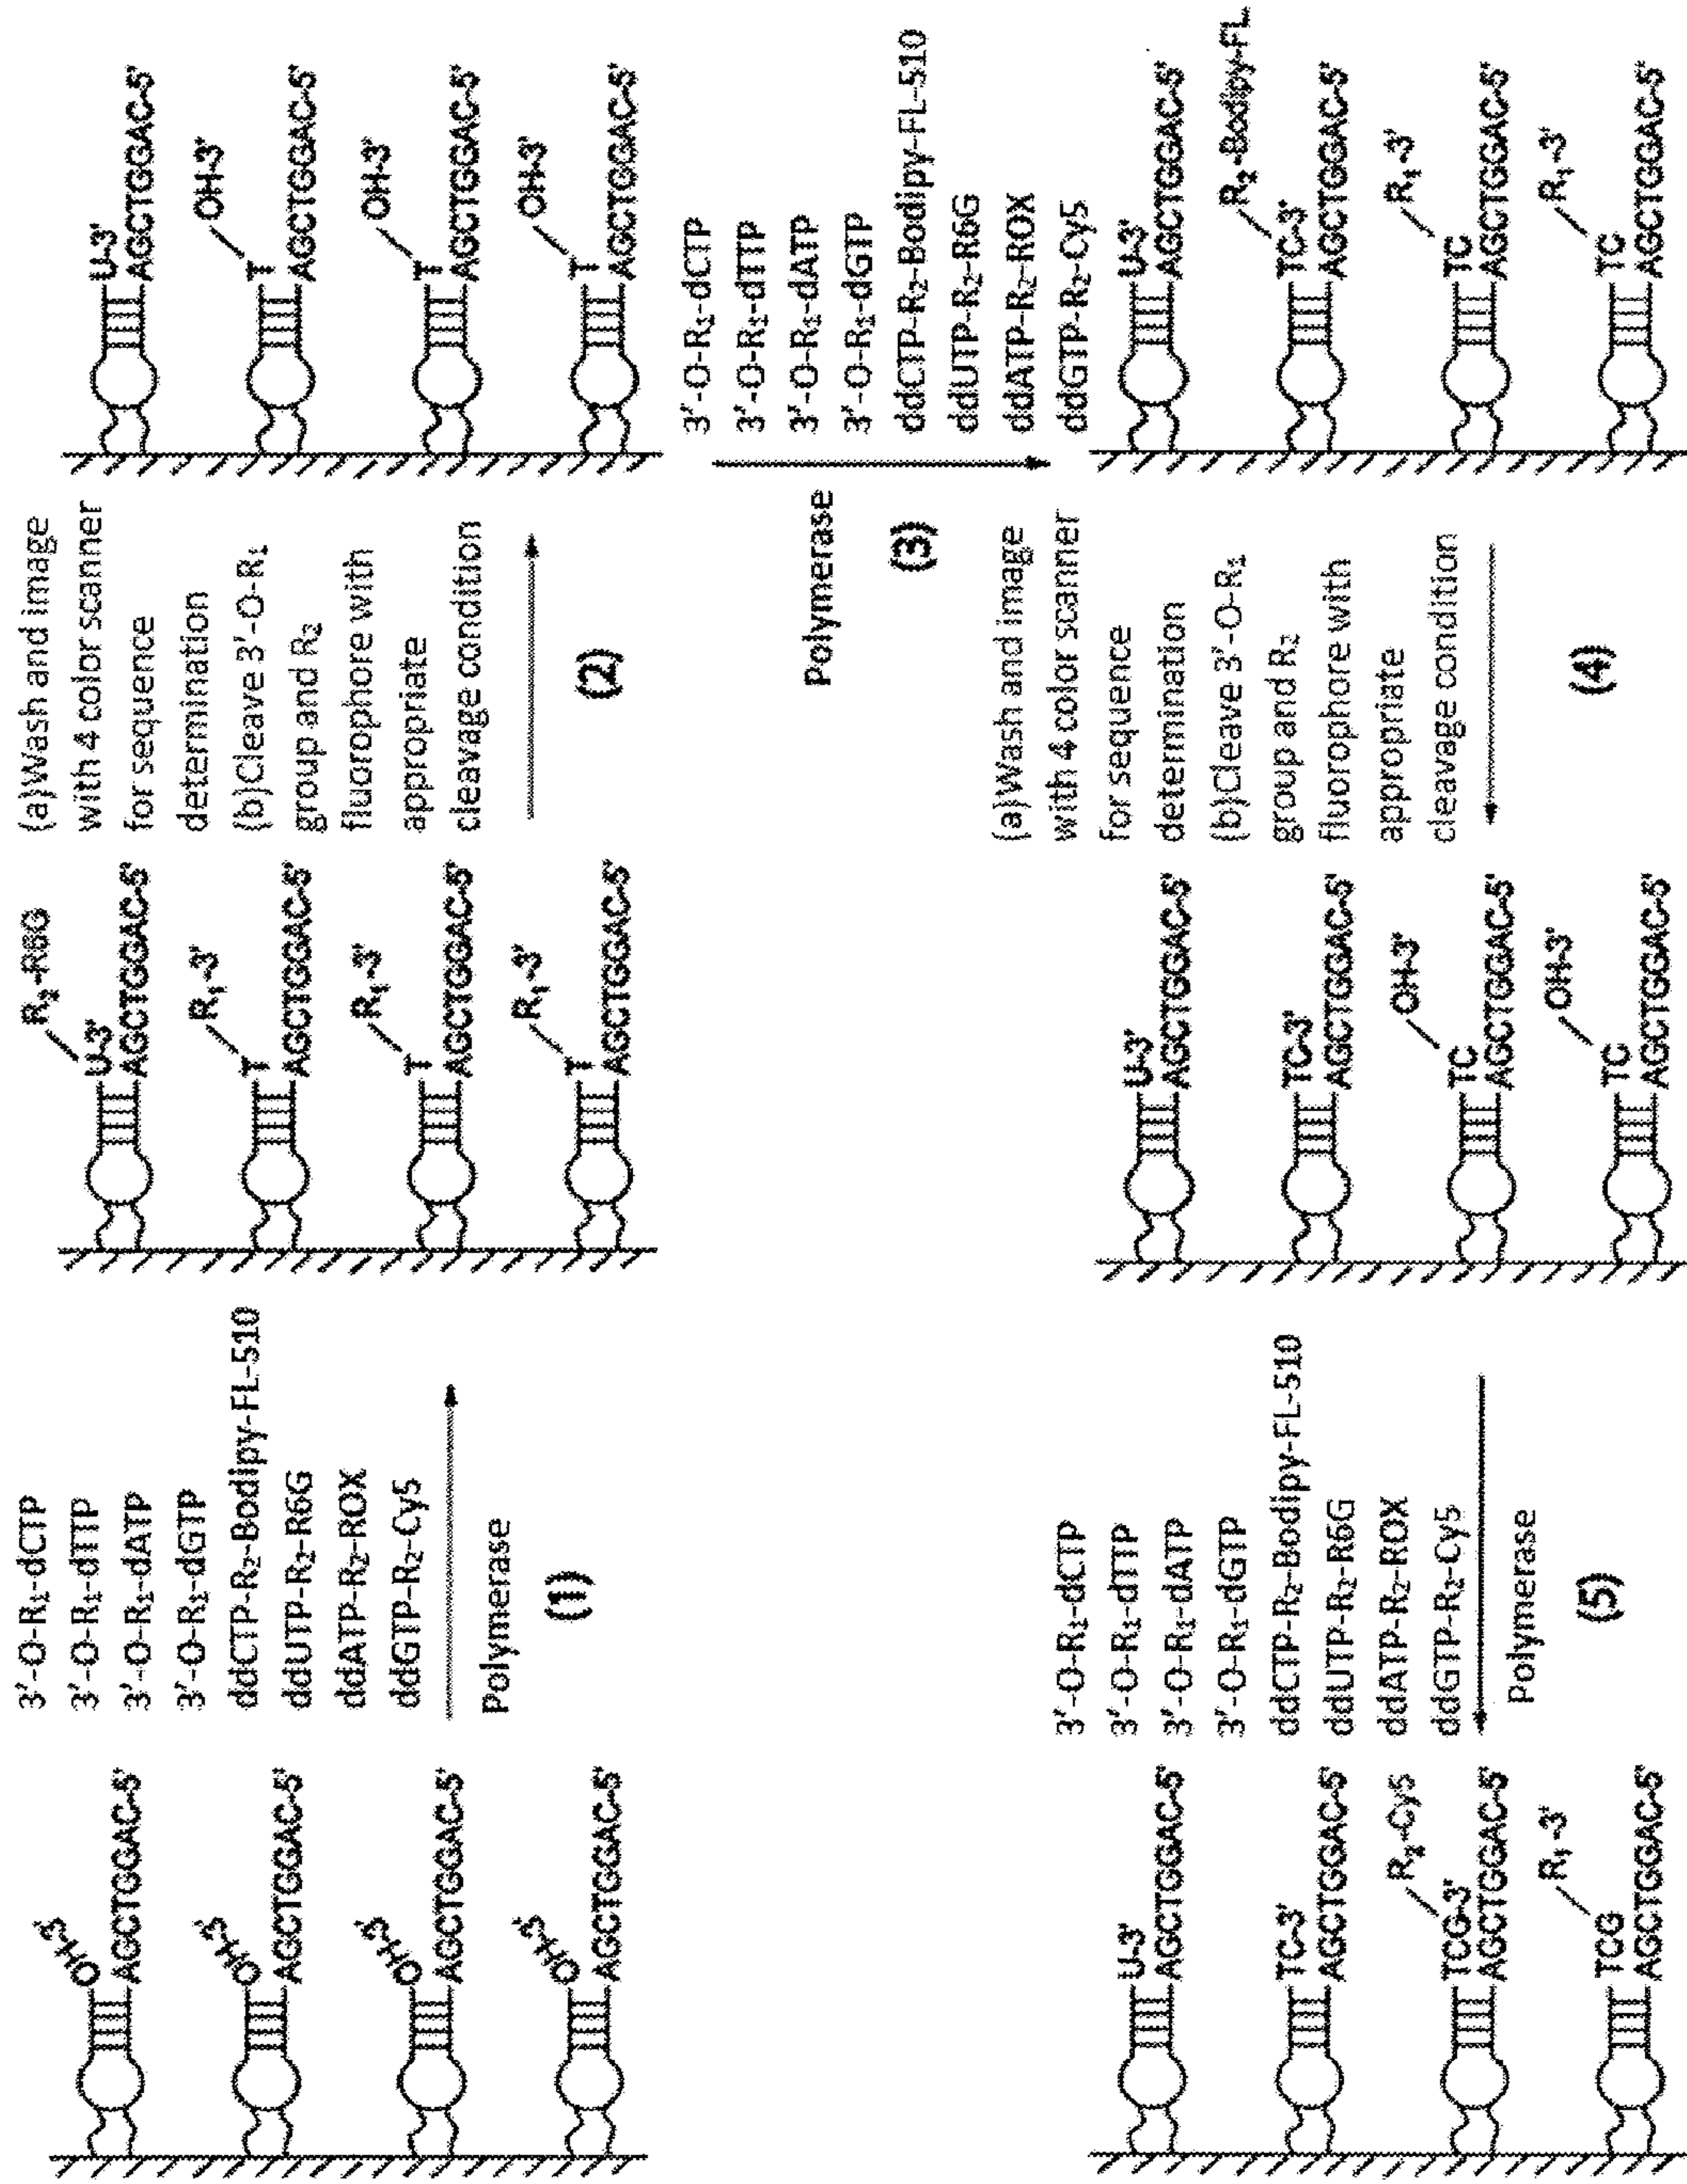 OH-3'
AGCTGGAC-5'
OH-3'
AGCTGGAC-5'
OH-3'
AGCTGGAC-5'
OH-3'
AGCTGGAC-5'
3'-O-R₁-dCTP
3'-O-R₁-dTTP
3'-O-R₁-dATP
3'-O-R₁-dGTP
ddCTP-R₂-Bodipy-FL-510
ddUTP-R₂-R6G
ddATP-R₂-ROX
ddGTP-R₂-Cy5
Polymerase
(1)
R₂-R6G
U-3'
AGCTGGAC-5'
R₁-3'
T
AGCTGGAC-5'
R₁-3'
T
AGCTGGAC-5'
R₁-3'
T
AGCTGGAC-5'
(a)Wash and image
with 4 color scanner
for sequence
determination
(b)Cleave 3'-O-R₁
group and R₂
fluorophore with
appropriate
cleavage condition
(2)
U-3'
AGCTGGAC-5'
OH-3'
T
AGCTGGAC-5'
OH-3'
T
AGCTGGAC-5'
OH-3'
T
AGCTGGAC-5'
Polymerase
(3)
3'-O-R₁-dCTP
3'-O-R₁-dTTP
3'-O-R₁-dATP
3'-O-R₁-dGTP
ddCTP-R₂-Bodipy-FL-510
ddUTP-R₂-R6G
ddATP-R₂-ROX
ddGTP-R₂-Cy5
U-3'
AGCTGGAC-5'
R₂-Bodipy-FL
TC-3'
AGCTGGAC-5'
R₁-3'
TC
AGCTGGAC-5'
R₁-3'
TC
AGCTGGAC-5'
(a)Wash and image
with 4 color scanner
for sequence
determination
(b)Cleave 3'-O-R₁
group and R₂
fluorophore with
appropriate
cleavage condition
(4)
U-3'
AGCTGGAC-5'
TC-3'
AGCTGGAC-5'
OH-3'
TC
AGCTGGAC-5'
OH-3'
TC
AGCTGGAC-5'
3'-O-R₁-dCTP
3'-O-R₁-dTTP
3'-O-R₁-dATP
3'-O-R₁-dGTP
ddCTP-R₂-Bodipy-FL-510
ddUTP-R₂-R6G
ddATP-R₂-ROX
ddGTP-R₂-Cy5
Polymerase
(5)
U-3'
AGCTGGAC-5'
TC-3'
AGCTGGAC-5'
R₂-Cy5
TCG-3'
AGCTGGAC-5'
R₁-3'
TCG
AGCTGGAC-5'